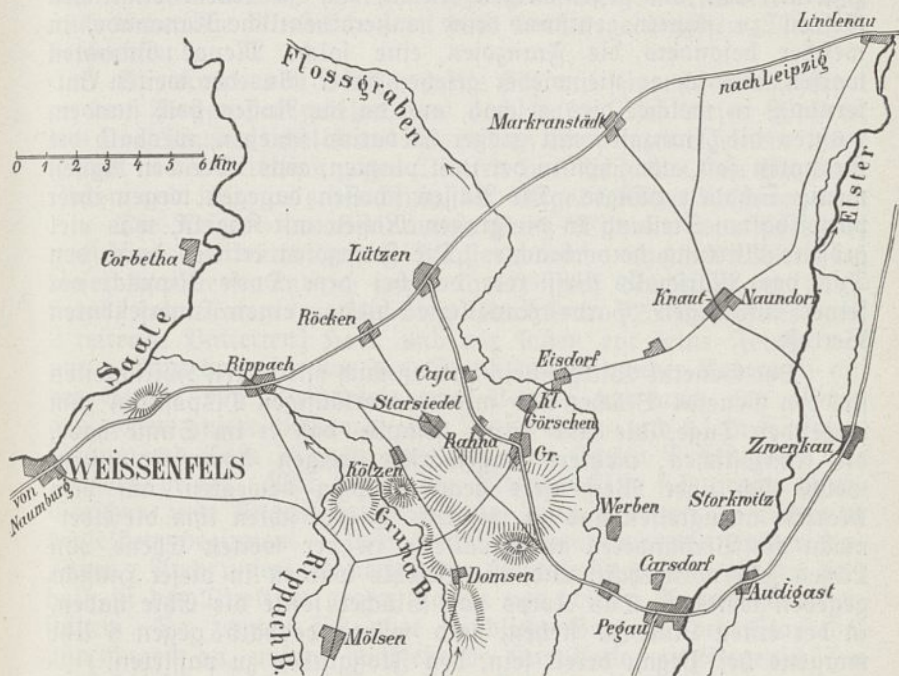 Lindenau
nach Leipzig
Flossgraben
Markranstädt
0 1 2 3 4 5 6 Km.
Elster
Corbetha
Lützen
Saale
Knaut-Naundorf
Röcken
Rippach
Eisdorf
Caja
Starsiedel
Kl.
Görschen
Rahna
Gr.
Zwenkau
WEISSENFELS
von
Naumburg
Kölzen
Grunab.
Werben
Storkwitz
Rippach B.
Domsen
Carsdorf
Audigast
Pegau
Mölsen